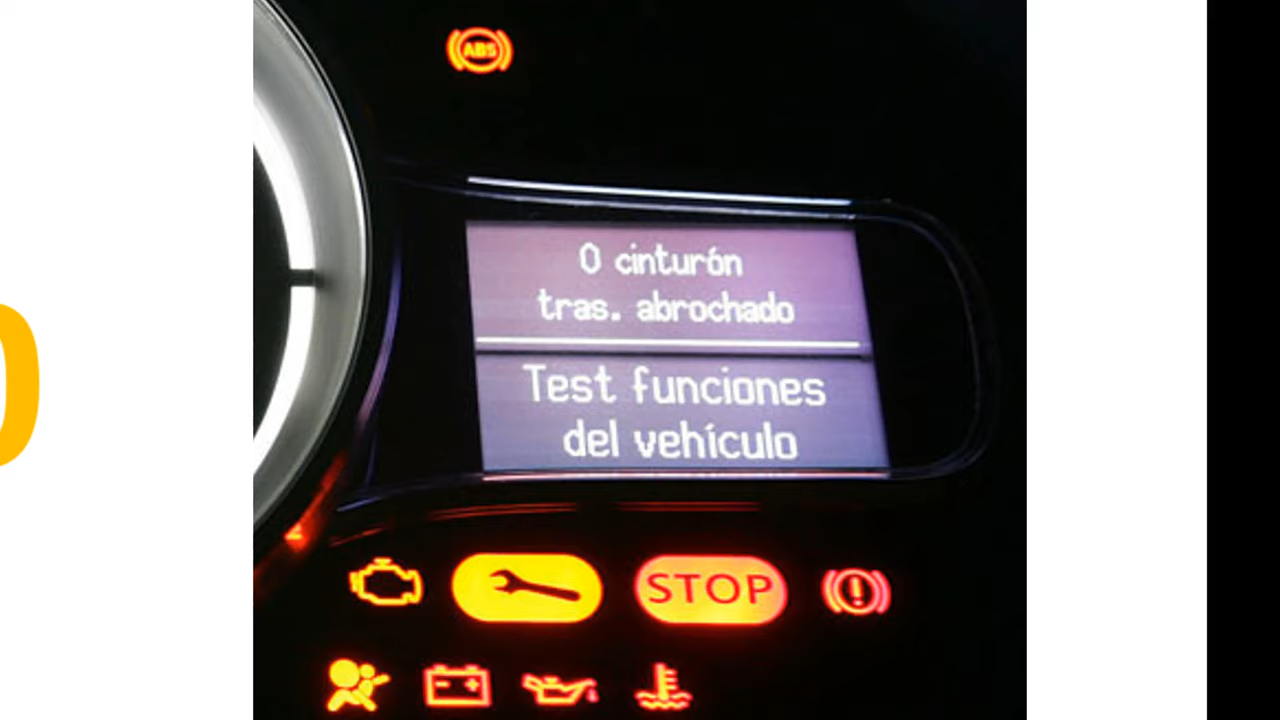 ABS
0 cinturón
tras. abrochado
Test funciones
del vehículo
STOP